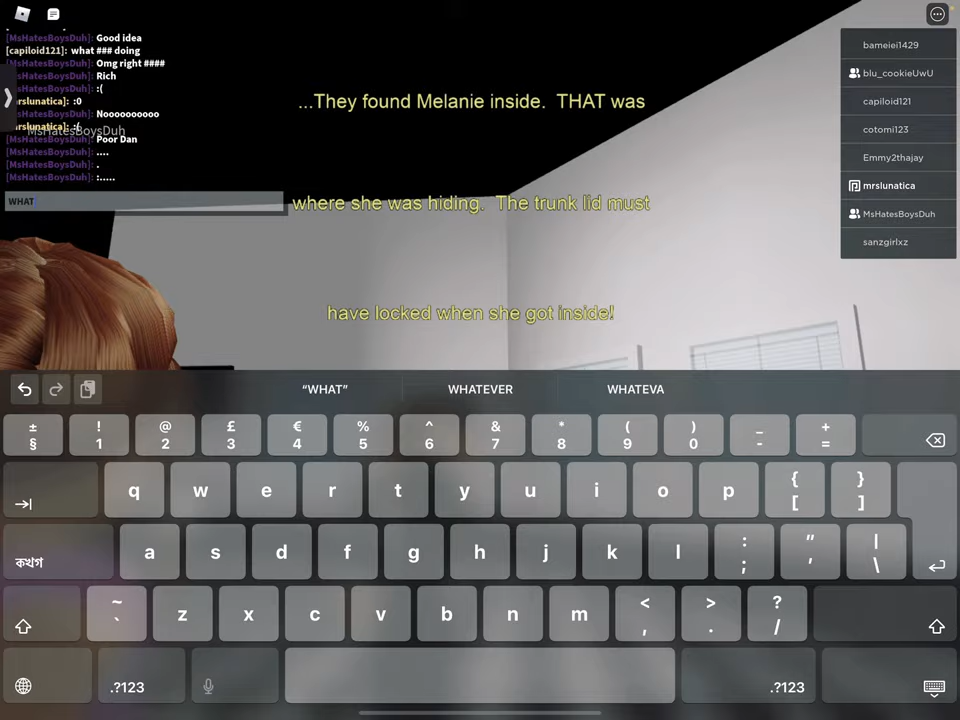 [MsHatesBoysDuh]: Good idea
[capiloid121]: what ### doing
[MsHatesBoysDuh]: Omg right ####
[MsHatesBoysDuh]: Rich
[MsHatesBoysDuh]: :(
mrslunatica]: :0
[MsHatesBoysDuh]: Nooooooooo
mrslunatica]: :(
MsHatesBoysDuh
[MsHatesBoysDuh]: Poor Dan
[MsHatesBoysDuh]: ....
[MsHatesBoysDuh]: .
[MsHatesBoysDuh]: :.....
WHAT
...They found Melanie inside. THAT was
where she was hiding. The trunk lid must
have locked when she got inside!
bameiei1429
blu_cookieUwU
capiloid121
cotomi123
Emmy2thajay
mrslunatica
MsHatesBoysDuh
sanzgirlxz
“WHAT” WHATEVER WHATEVA
± ! @ £ € % ^ & * ( ) _ +
§ 1 2 3 4 5 6 7 8 9 0 - =
q w e r t y u i o p { }
[ ]
কখগ a s d f g h j k l : " |
; ' \
~ z x c v b n m < > ?
` , . /
.?123 .?123